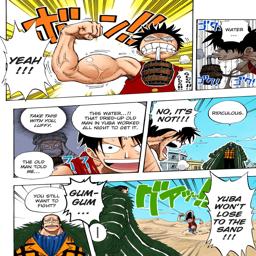 WATER
...
YEAH
!!!
RIDICULOUS.
NO, IT'S
NOT!!!
THIS WATER...!!
THAT DRIED-UP OLD
MAN IN YUBA WORKED
ALL NIGHT TO GET IT.
TAKE THIS
WITH YOU,
LUFFY.
THE OLD MAN
TOLD ME...
YUBA
WON'T
LOSE TO
THE SAND
!!!
GUM-
GUM
...
!
YOU STILL
WANT TO
FIGHT?